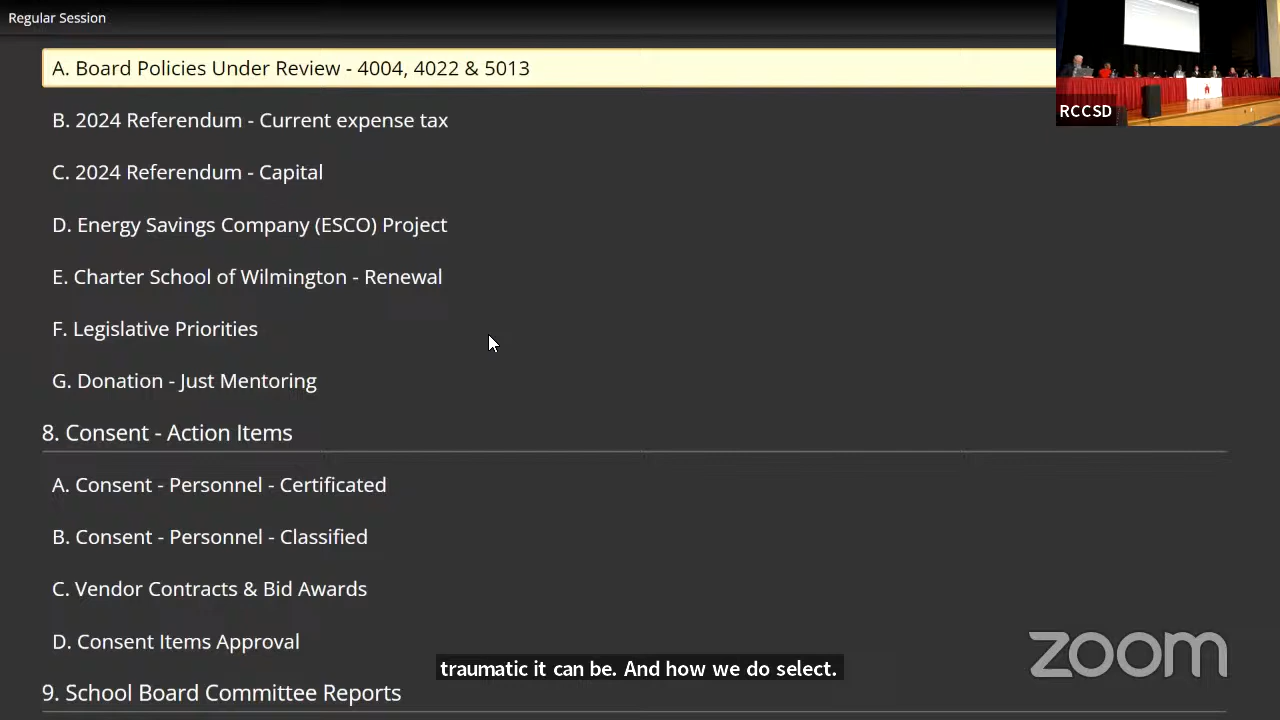 Regular Session
A. Board Policies Under Review - 4004, 4022 & 5013
RCCSD
B. 2024 Referendum - Current expense tax
C. 2024 Referendum - Capital
D. Energy Savings Company (ESCO) Project
E. Charter School of Wilmington - Renewal
F. Legislative Priorities
G. Donation - Just Mentoring
8. Consent - Action Items
A. Consent - Personnel - Certificated
B. Consent - Personnel - Classified
C. Vendor Contracts & Bid Awards
D. Consent Items Approval
zoom
traumatic it can be. And how we do select.
9. School Board Committee Reports